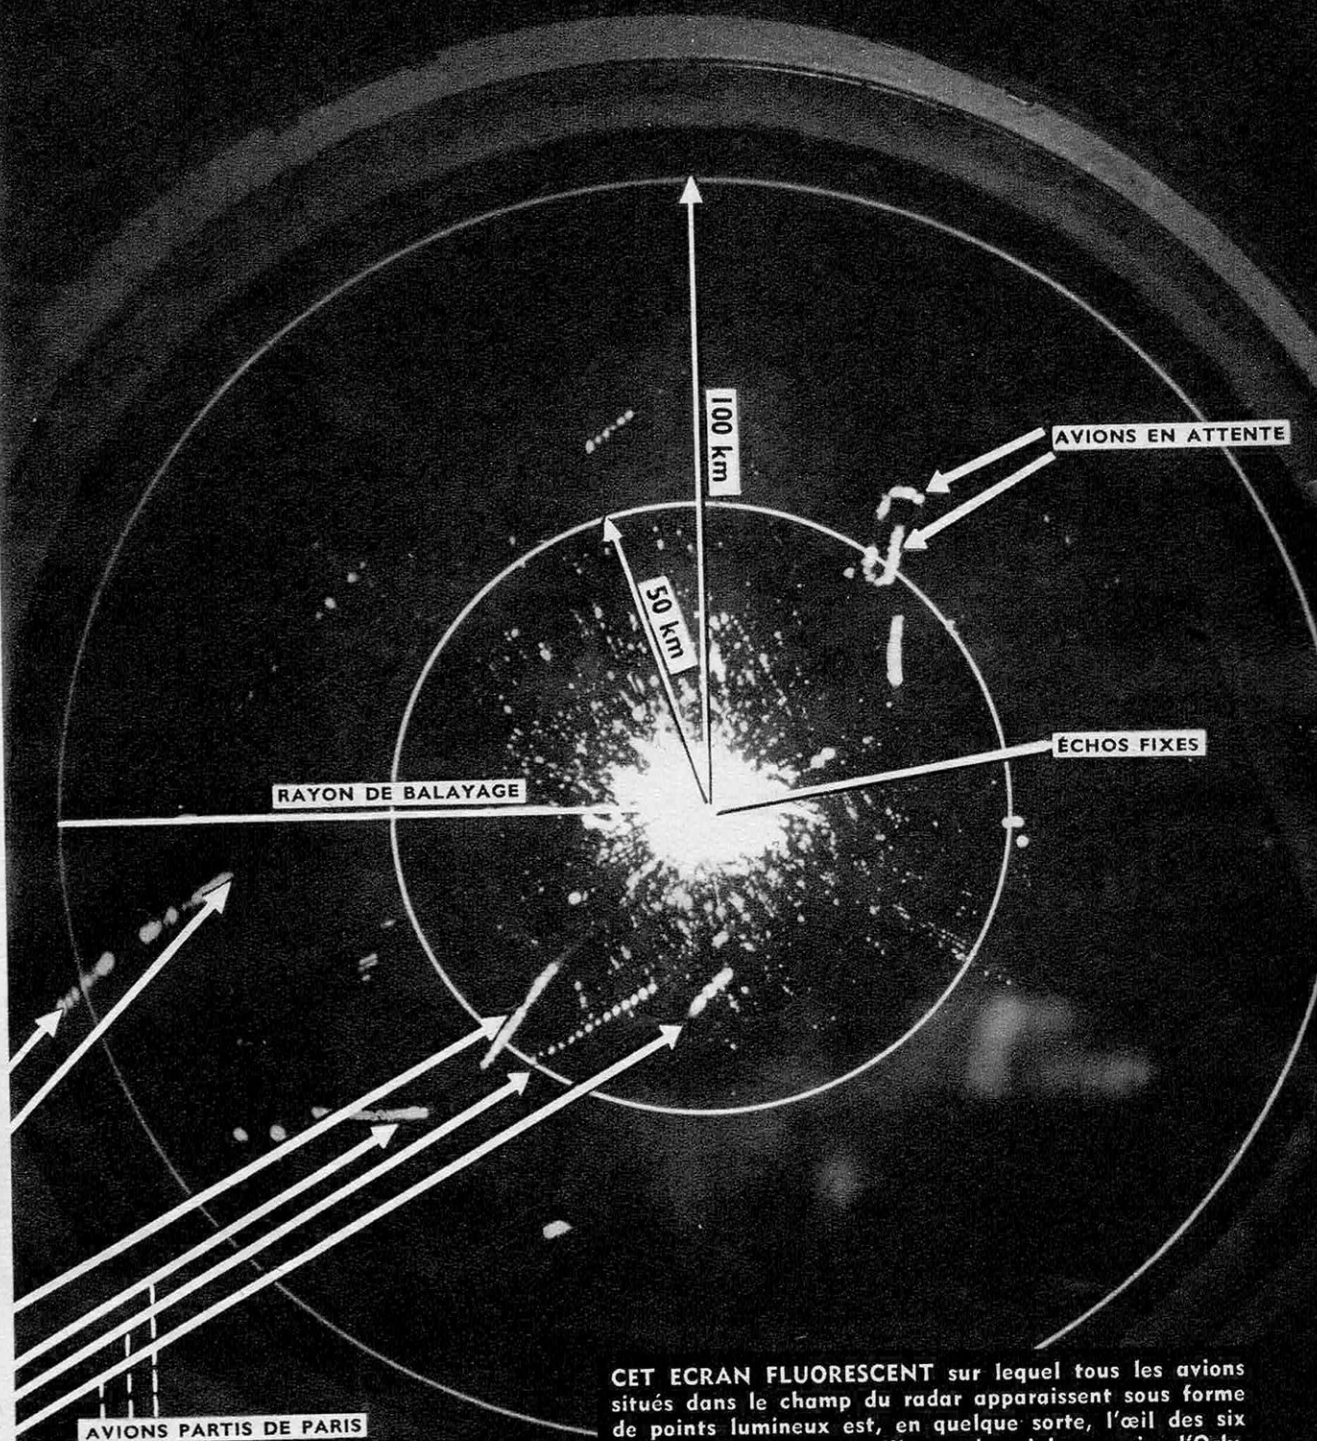 100 km
AVIONS EN ATTENTE
50 km
ÉCHOS FIXES
RAYON DE BALAYAGE
AVIONS PARTIS DE PARIS
CET ECRAN FLUORESCENT sur lequel tous les avions
situés dans le champ du radar apparaissent sous forme
de points lumineux est, en quelque sorte, l'œil des six